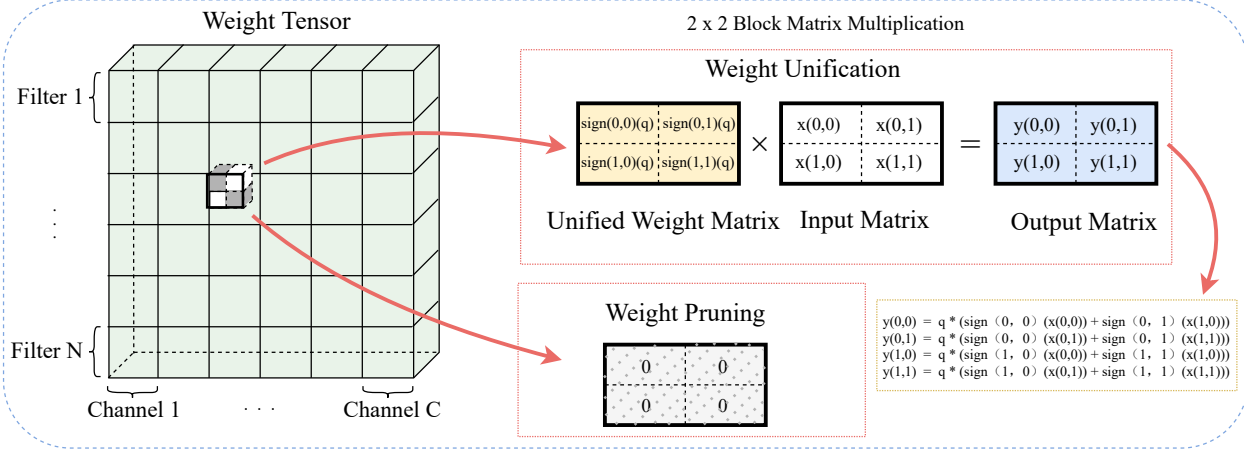 Weight Tensor
Filter 1
. . .
Filter N
Channel 1
. . .
Channel C
2 x 2 Block Matrix Multiplication
Weight Unification
sign(0,0)(q) sign(0,1)(q)
sign(1,0)(q) sign(1,1)(q)
×
x(0,0) x(0,1)
x(1,0) x(1,1)
=
y(0,0) y(0,1)
y(1,0) y(1,1)
Unified Weight Matrix
Input Matrix
Output Matrix
Weight Pruning
0 0
0 0
y(0,0) = q * (sign（0, 0）(x(0,0)) + sign（0, 1）(x(1,0)))
y(0,1) = q * (sign（0, 0）(x(0,1)) + sign（0, 1）(x(1,1)))
y(1,0) = q * (sign（1, 0）(x(0,0)) + sign（1, 1）(x(1,0)))
y(1,1) = q * (sign（1, 0）(x(0,1)) + sign（1, 1）(x(1,1)))